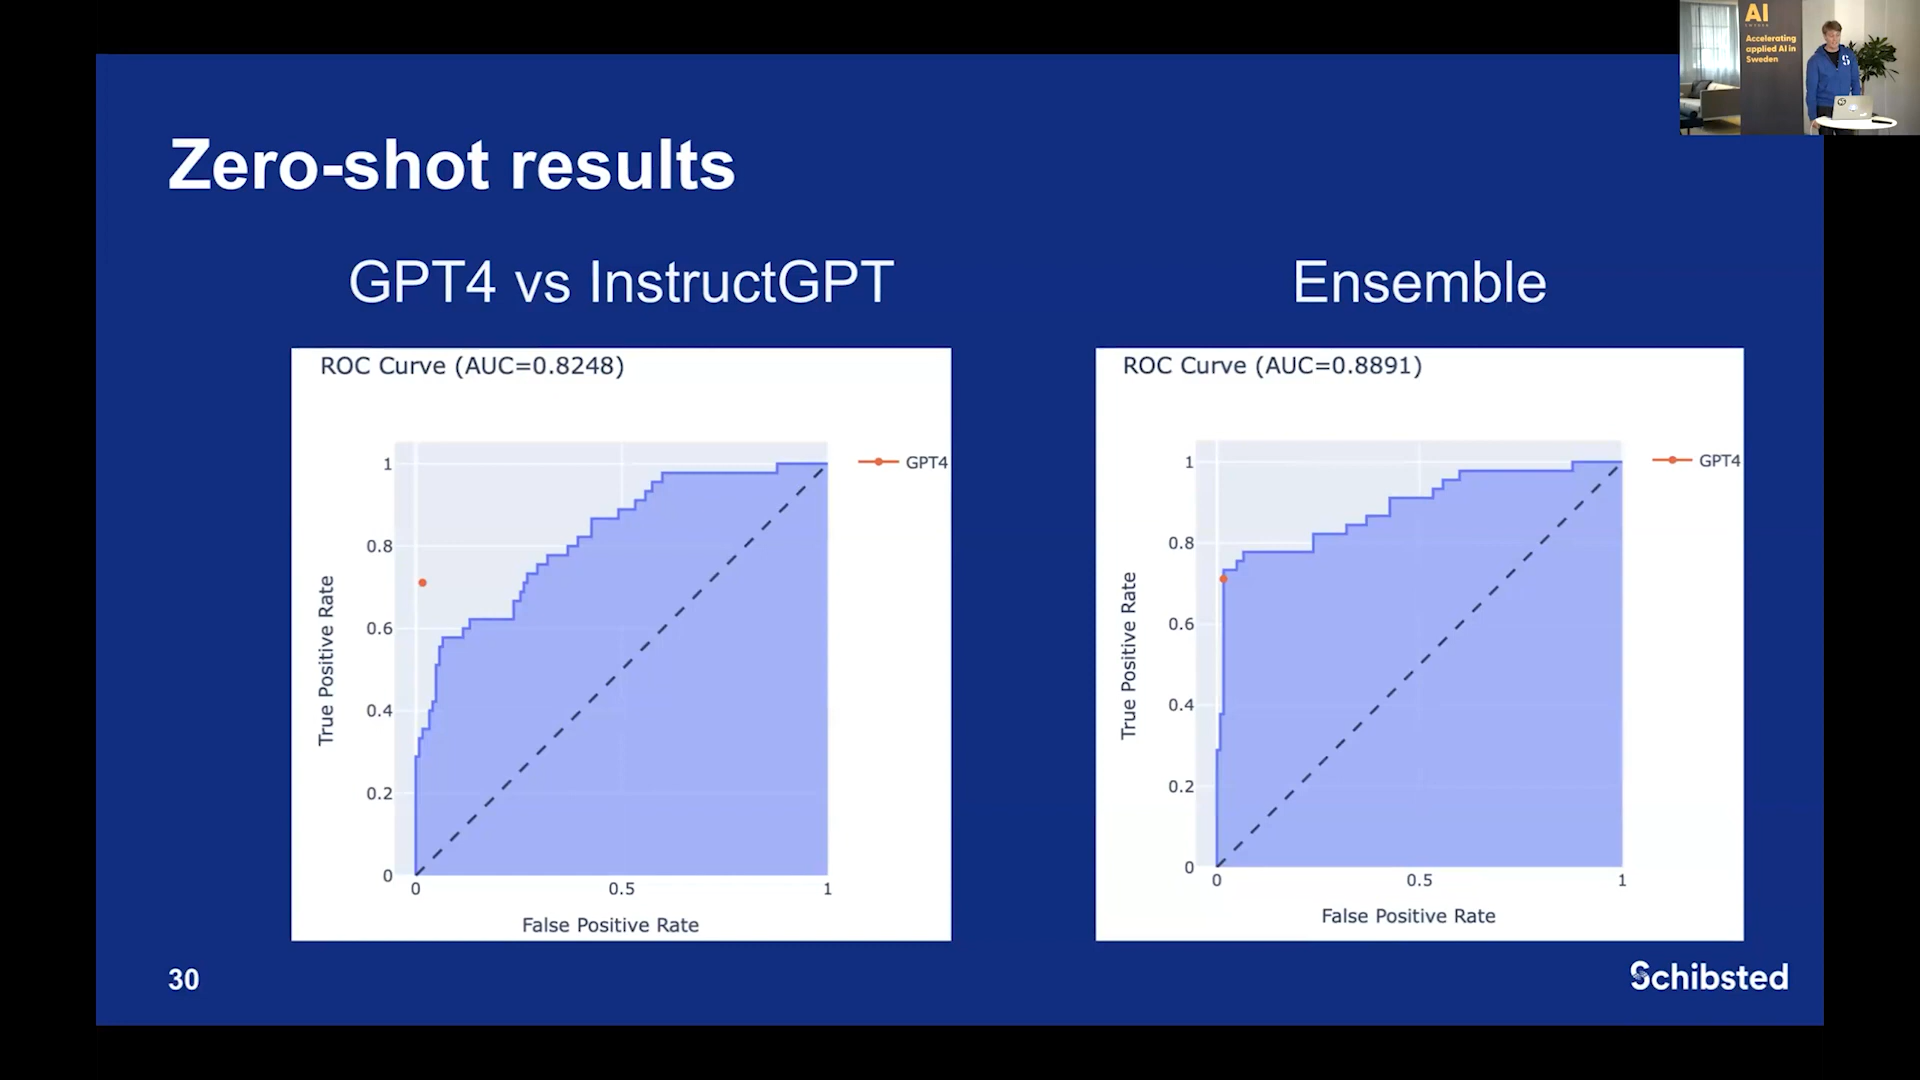 AI
SWEDEN
Accelerating
applied AI in
Sweden
Zero-shot results
GPT4 vs InstructGPT
Ensemble
ROC Curve (AUC=0.8248)
GPT4
True Positive Rate
1
0.8
0.6
0.4
0.2
0
0
0.5
1
False Positive Rate
ROC Curve (AUC=0.8891)
GPT4
True Positive Rate
1
0.8
0.6
0.4
0.2
0
0
0.5
1
False Positive Rate
30
Schibsted